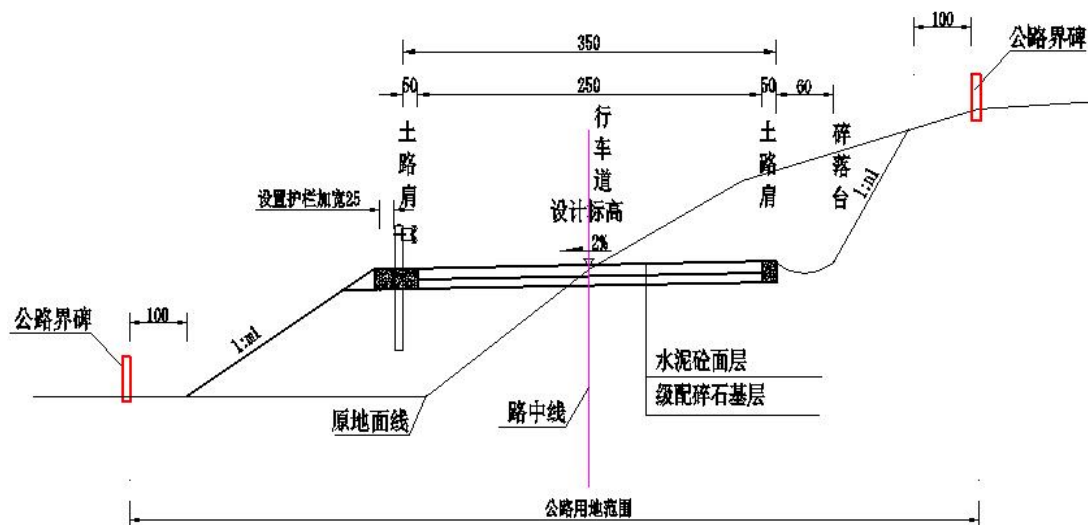 100
公路界碑
350
50
250
50
60
土路肩
行车道
土路肩
碎落台
设置护栏加宽25
设计标高
1:n1
2%
公路界碑
100
1:m1
水泥砼面层
级配碎石基层
原地面线
路中线
公路用地范围